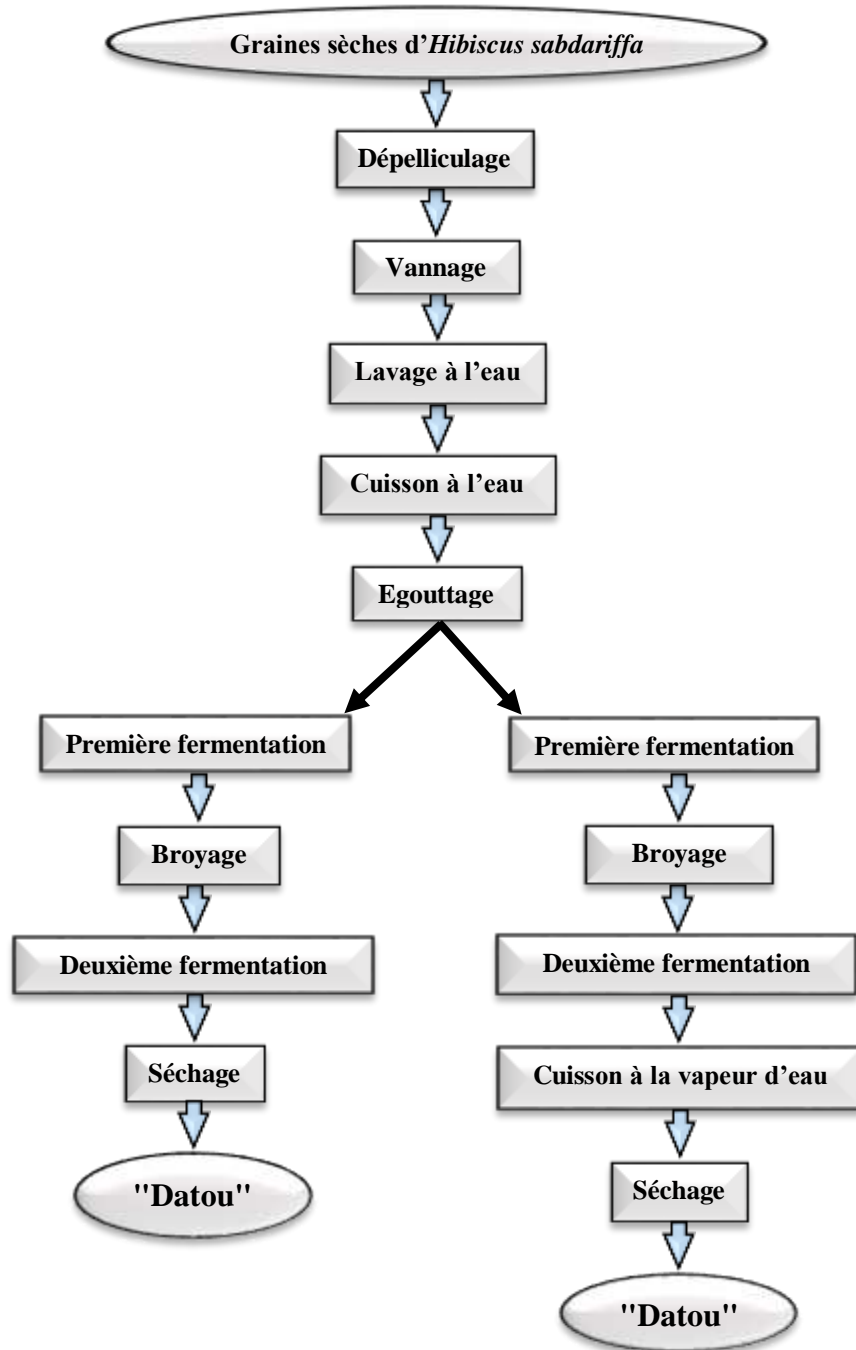 Graines sèches d’Hibiscus sabdariffa
Dépelliculage
Vannage
Lavage à l’eau
Cuisson à l’eau
Egouttage
Première fermentation
Broyage
Deuxième fermentation
Séchage
"Datou"
Première fermentation
Broyage
Deuxième fermentation
Cuisson à la vapeur d’eau
Séchage
"Datou"